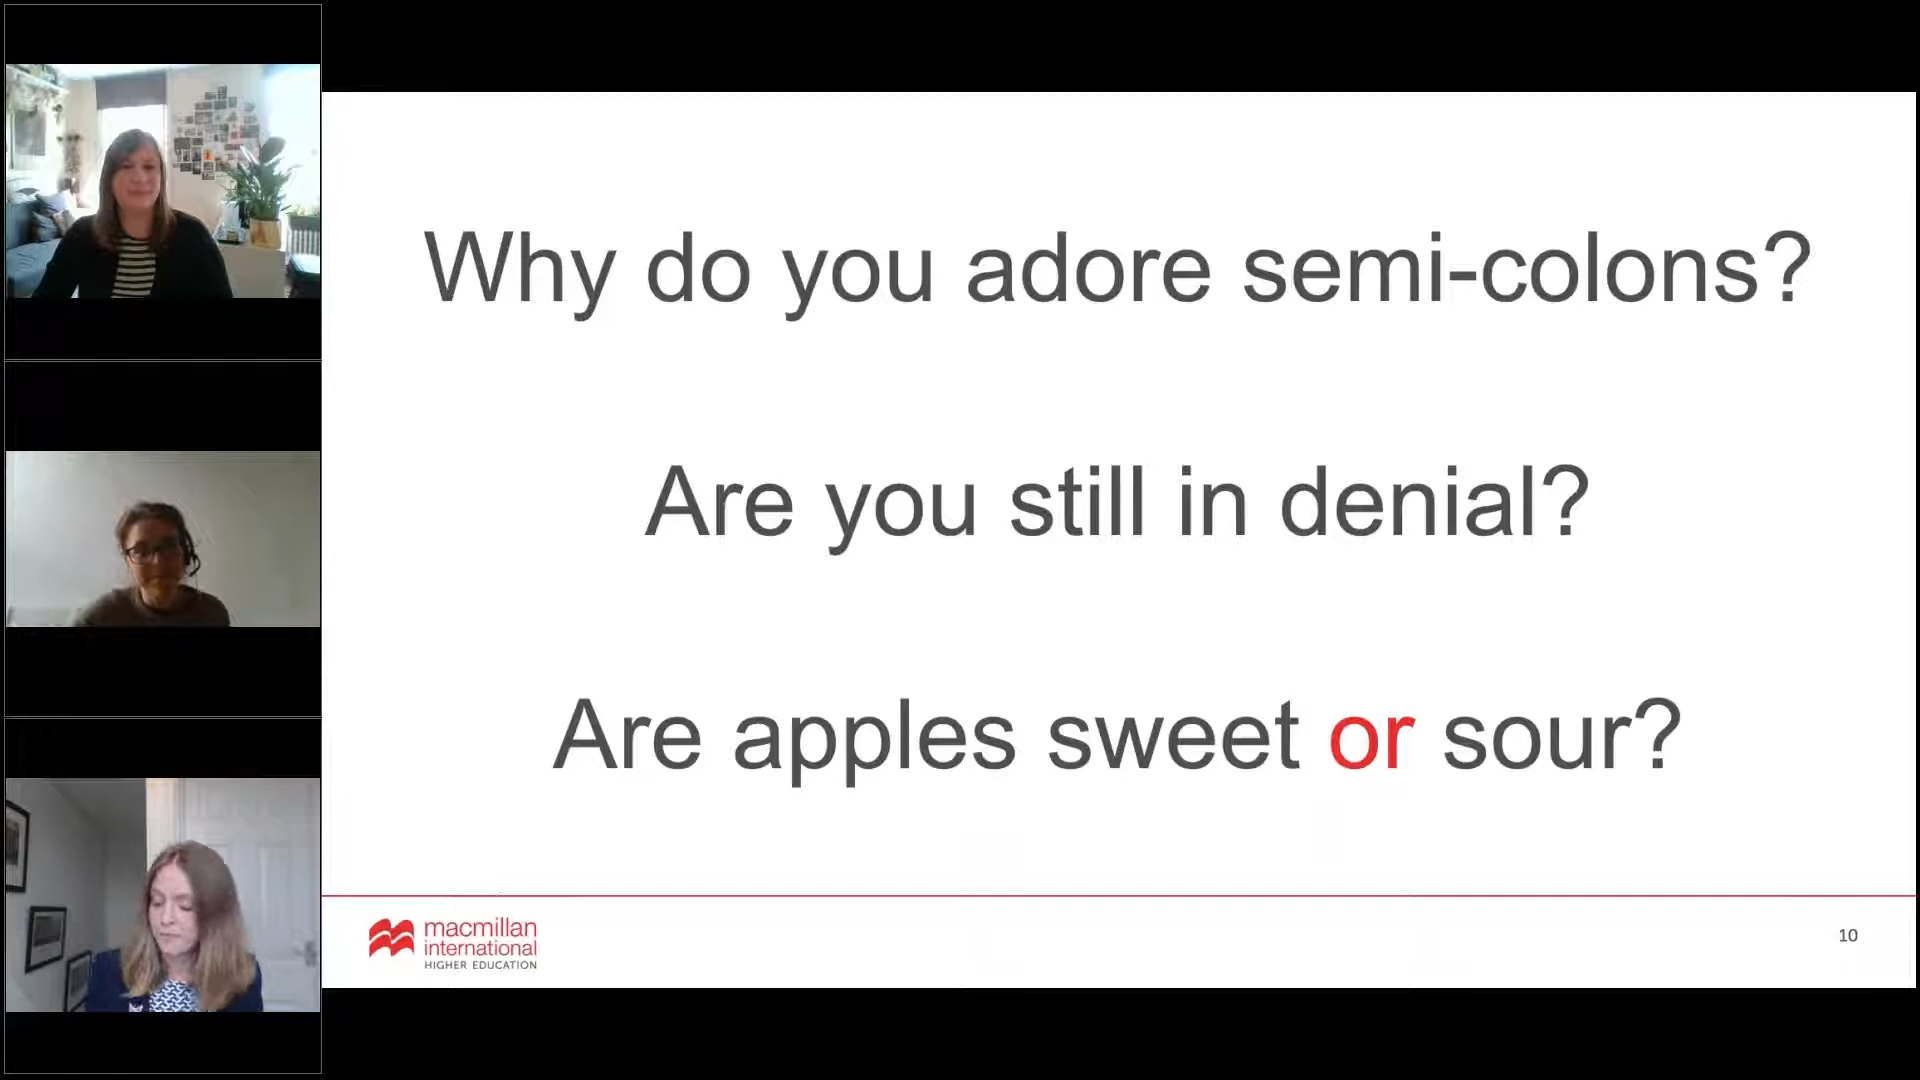 Why do you adore semi-colons?
Are you still in denial?
Are apples sweet or sour?
macmillan
international
HIGHER EDUCATION
10